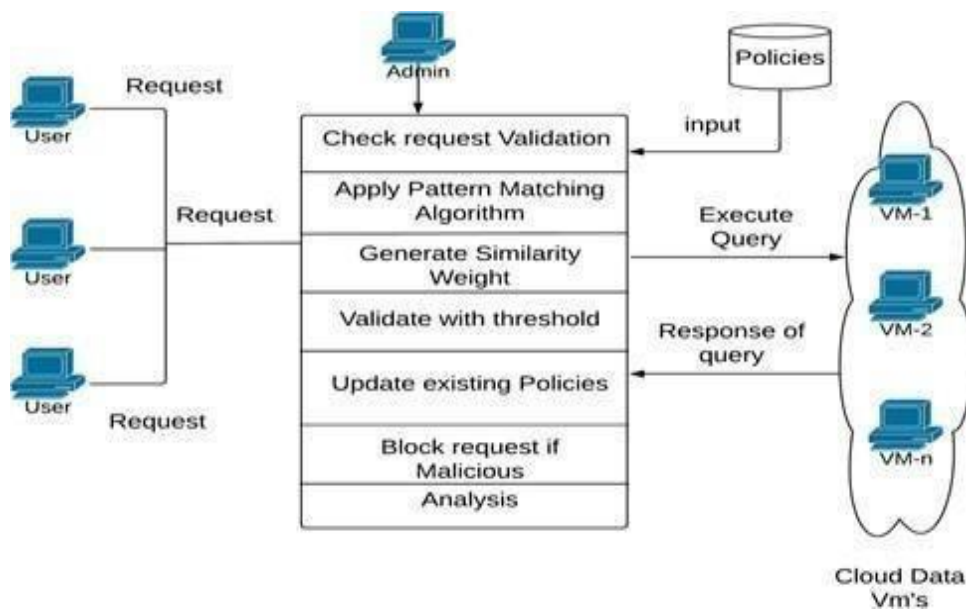 Admin
Policies
Request
User
input
Check request Validation
Apply Pattern Matching
Algorithm
Request
User
Execute
Query
VM-1
Generate Similarity
Weight
Validate with threshold
VM-2
Response of
query
User
Request
Update existing Policies
Block request if
Malicious
VM-n
Analysis
Cloud Data
Vm's